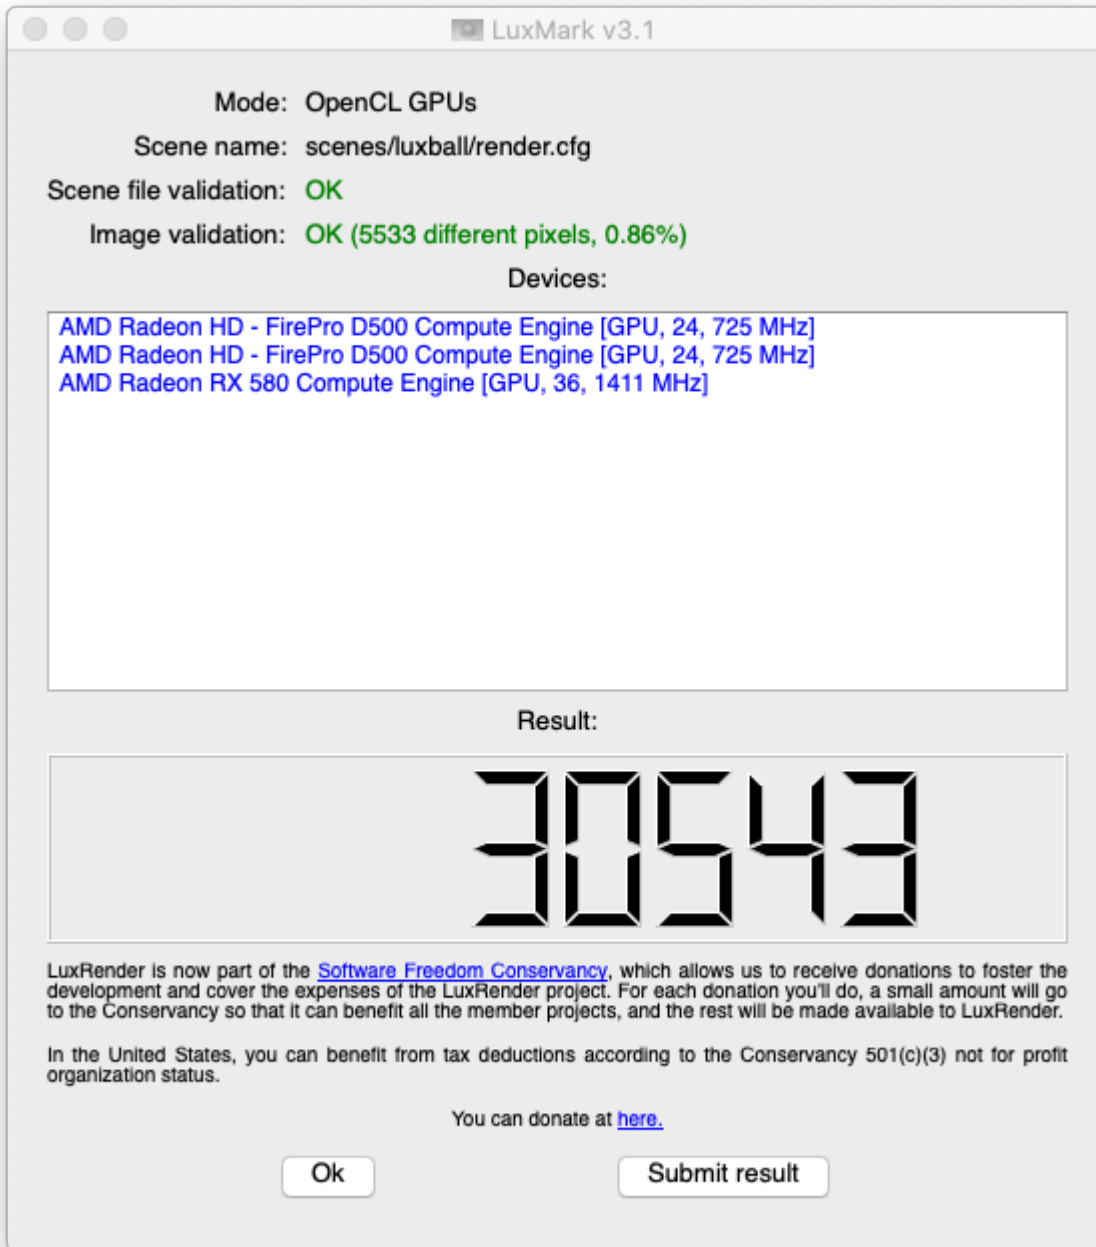 LuxMark v3.1
Mode: OpenCL GPUs
Scene name: scenes/luxball/render.cfg
Scene file validation: OK
Image validation: OK (5533 different pixels, 0.86%)
Devices:
AMD Radeon HD - FirePro D500 Compute Engine [GPU, 24, 725 MHz]
AMD Radeon HD - FirePro D500 Compute Engine [GPU, 24, 725 MHz]
AMD Radeon RX 580 Compute Engine [GPU, 36, 1411 MHz]
Result:
30543
LuxRender is now part of the Software Freedom Conservancy, which allows us to receive donations to foster the
development and cover the expenses of the LuxRender project. For each donation you'll do, a small amount will go
to the Conservancy so that it can benefit all the member projects, and the rest will be made available to LuxRender.
In the United States, you can benefit from tax deductions according to the Conservancy 501(c)(3) not for profit
organization status.
You can donate at here.
Ok
Submit result